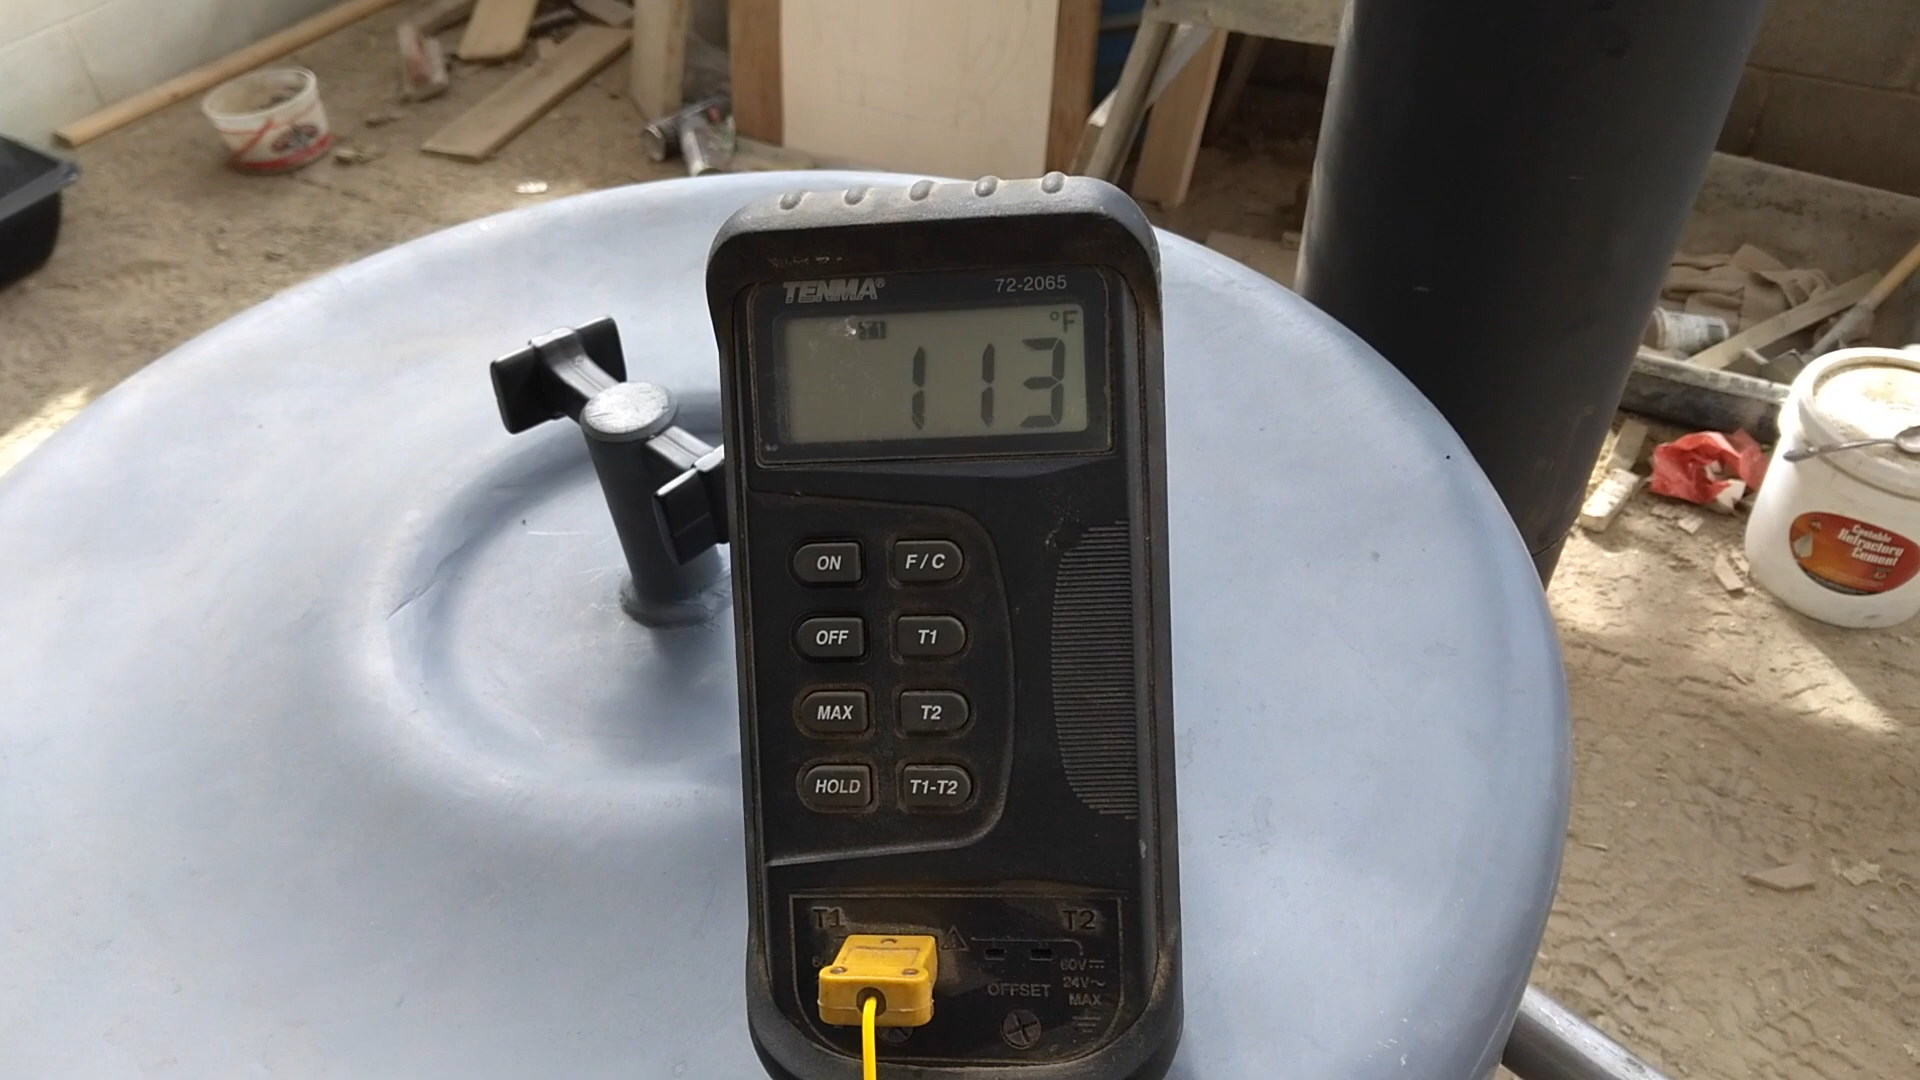 TENMA® 72-2065
T1 °F
113
ON F/C
OFF T1
MAX T2
HOLD T1-T2
T1 T2
60V
24V~
OFFSET MAX
Castable
Refractory
Cement